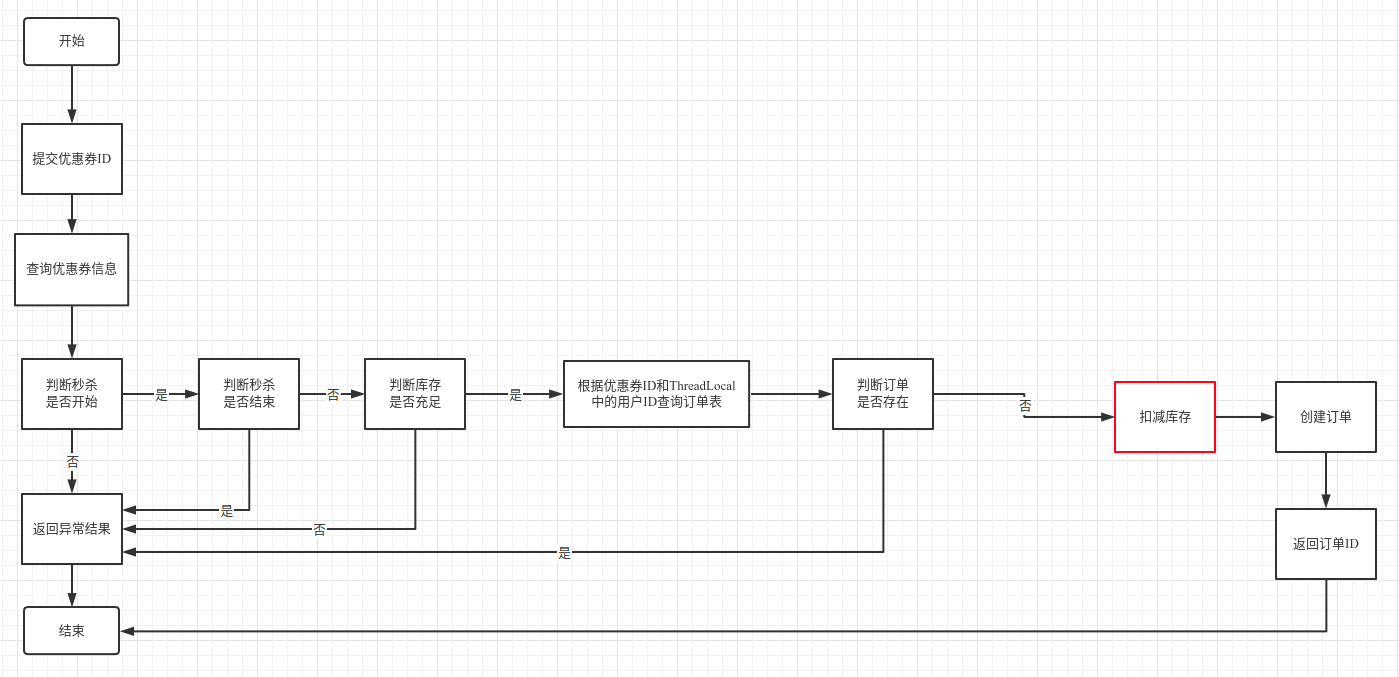 开始
提交优惠券ID
查询优惠券信息
判断秒杀
是否开始
是
判断秒杀
是否结束
否
判断库存
是否充足
是
根据优惠券ID和ThreadLocal
中的用户ID查询订单表
判断订单
是否存在
否
扣减库存
创建订单
否
返回异常结果
是
否
是
返回订单ID
结束